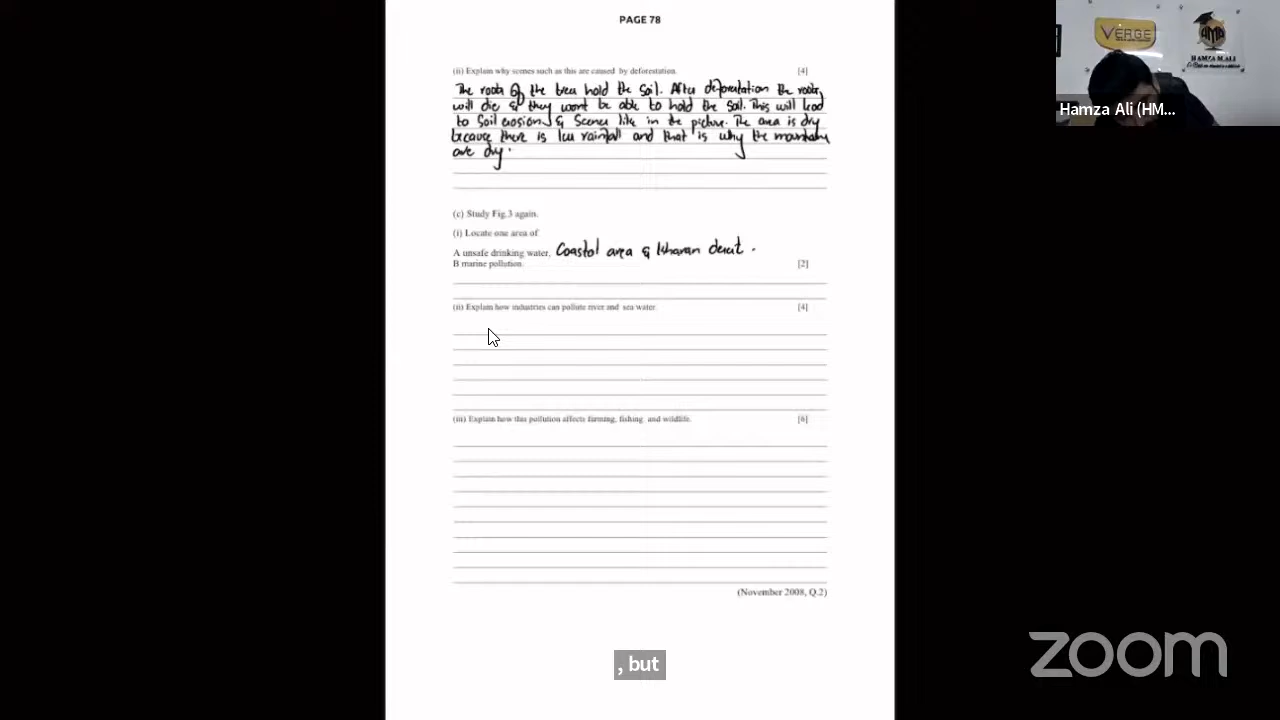 PAGE 78
(ii) Explain why scenes such as this are caused by deforestation. [4]
The roots of the trees hold the soil. After deforestation the roots
will die & they wont be able to hold the soil. This will lead
to soil erosion & scenes like in the picture. The area is dry
because there is less rainfall and that is why the mountains
are dry.
(c) Study Fig.3 again.
(i) Locate one area of
A unsafe drinking water, Coastal area & Kharan desert.
B marine pollution. [2]
(ii) Explain how industries can pollute river and sea water. [4]
(iii) Explain how this pollution affects farming, fishing and wildlife. [6]
(November 2008, Q.2)
, but
zoom
VERGE
AMA
HAMZA M.ALI
Hamza Ali (HM...